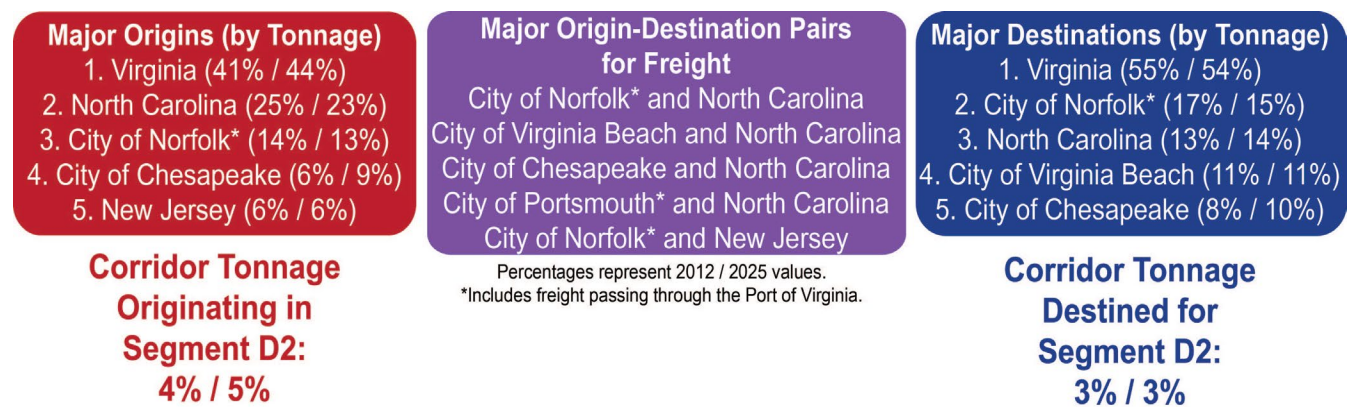 Major Origins (by Tonnage)
1. Virginia (41% / 44%)
2. North Carolina (25% / 23%)
3. City of Norfolk* (14% / 13%)
4. City of Chesapeake (6% / 9%)
5. New Jersey (6% / 6%)
Corridor Tonnage
Originating in
Segment D2:
4% / 5%
Major Origin-Destination Pairs
for Freight
City of Norfolk* and North Carolina
City of Virginia Beach and North Carolina
City of Chesapeake and North Carolina
City of Portsmouth* and North Carolina
City of Norfolk* and New Jersey
Percentages represent 2012 / 2025 values.
*Includes freight passing through the Port of Virginia.
Major Destinations (by Tonnage)
1. Virginia (55% / 54%)
2. City of Norfolk* (17% / 15%)
3. North Carolina (13% / 14%)
4. City of Virginia Beach (11% / 11%)
5. City of Chesapeake (8% / 10%)
Corridor Tonnage
Destined for
Segment D2:
3% / 3%